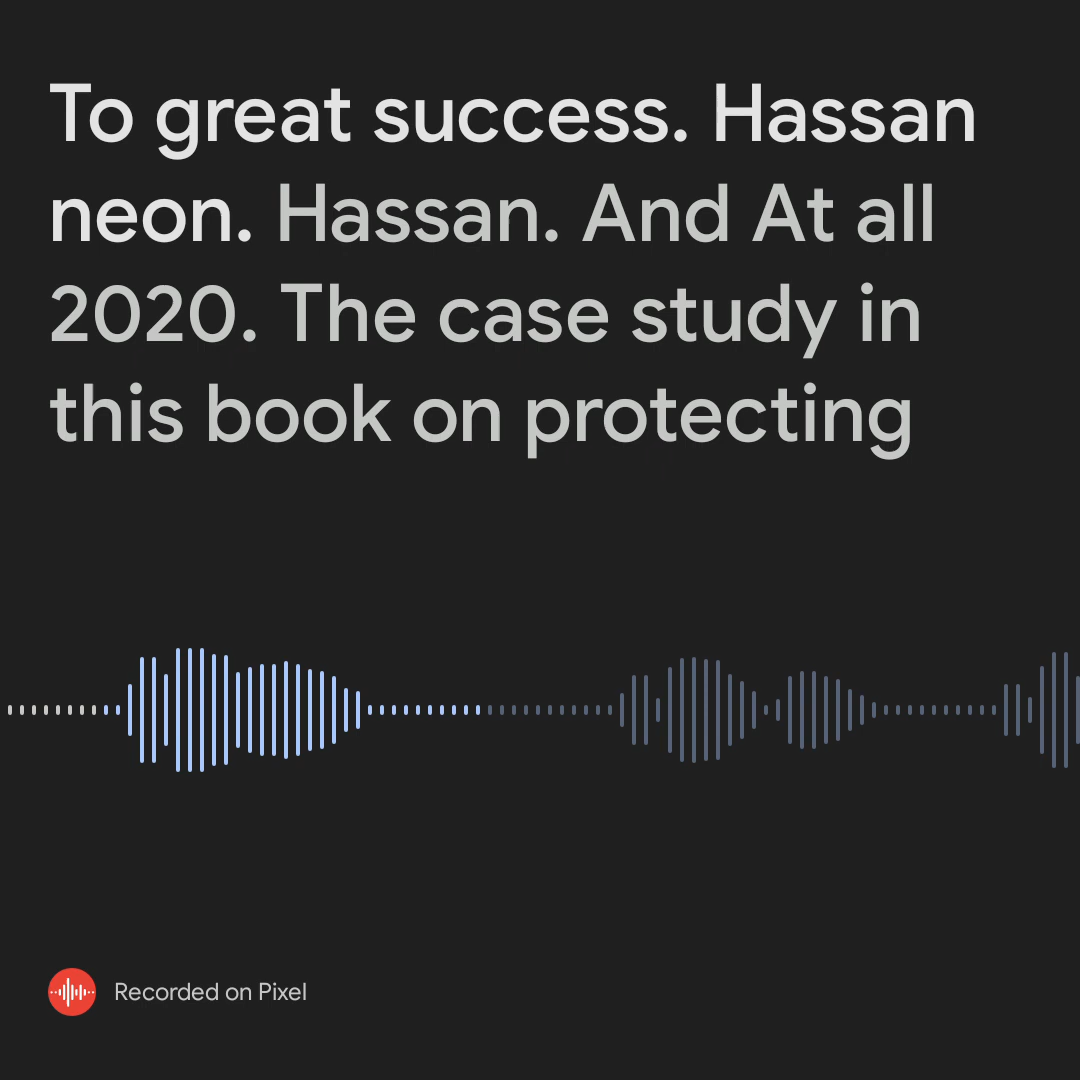 To great success. Hassan
neon. Hassan. And At all
2020. The case study in
this book on protecting
Recorded on Pixel